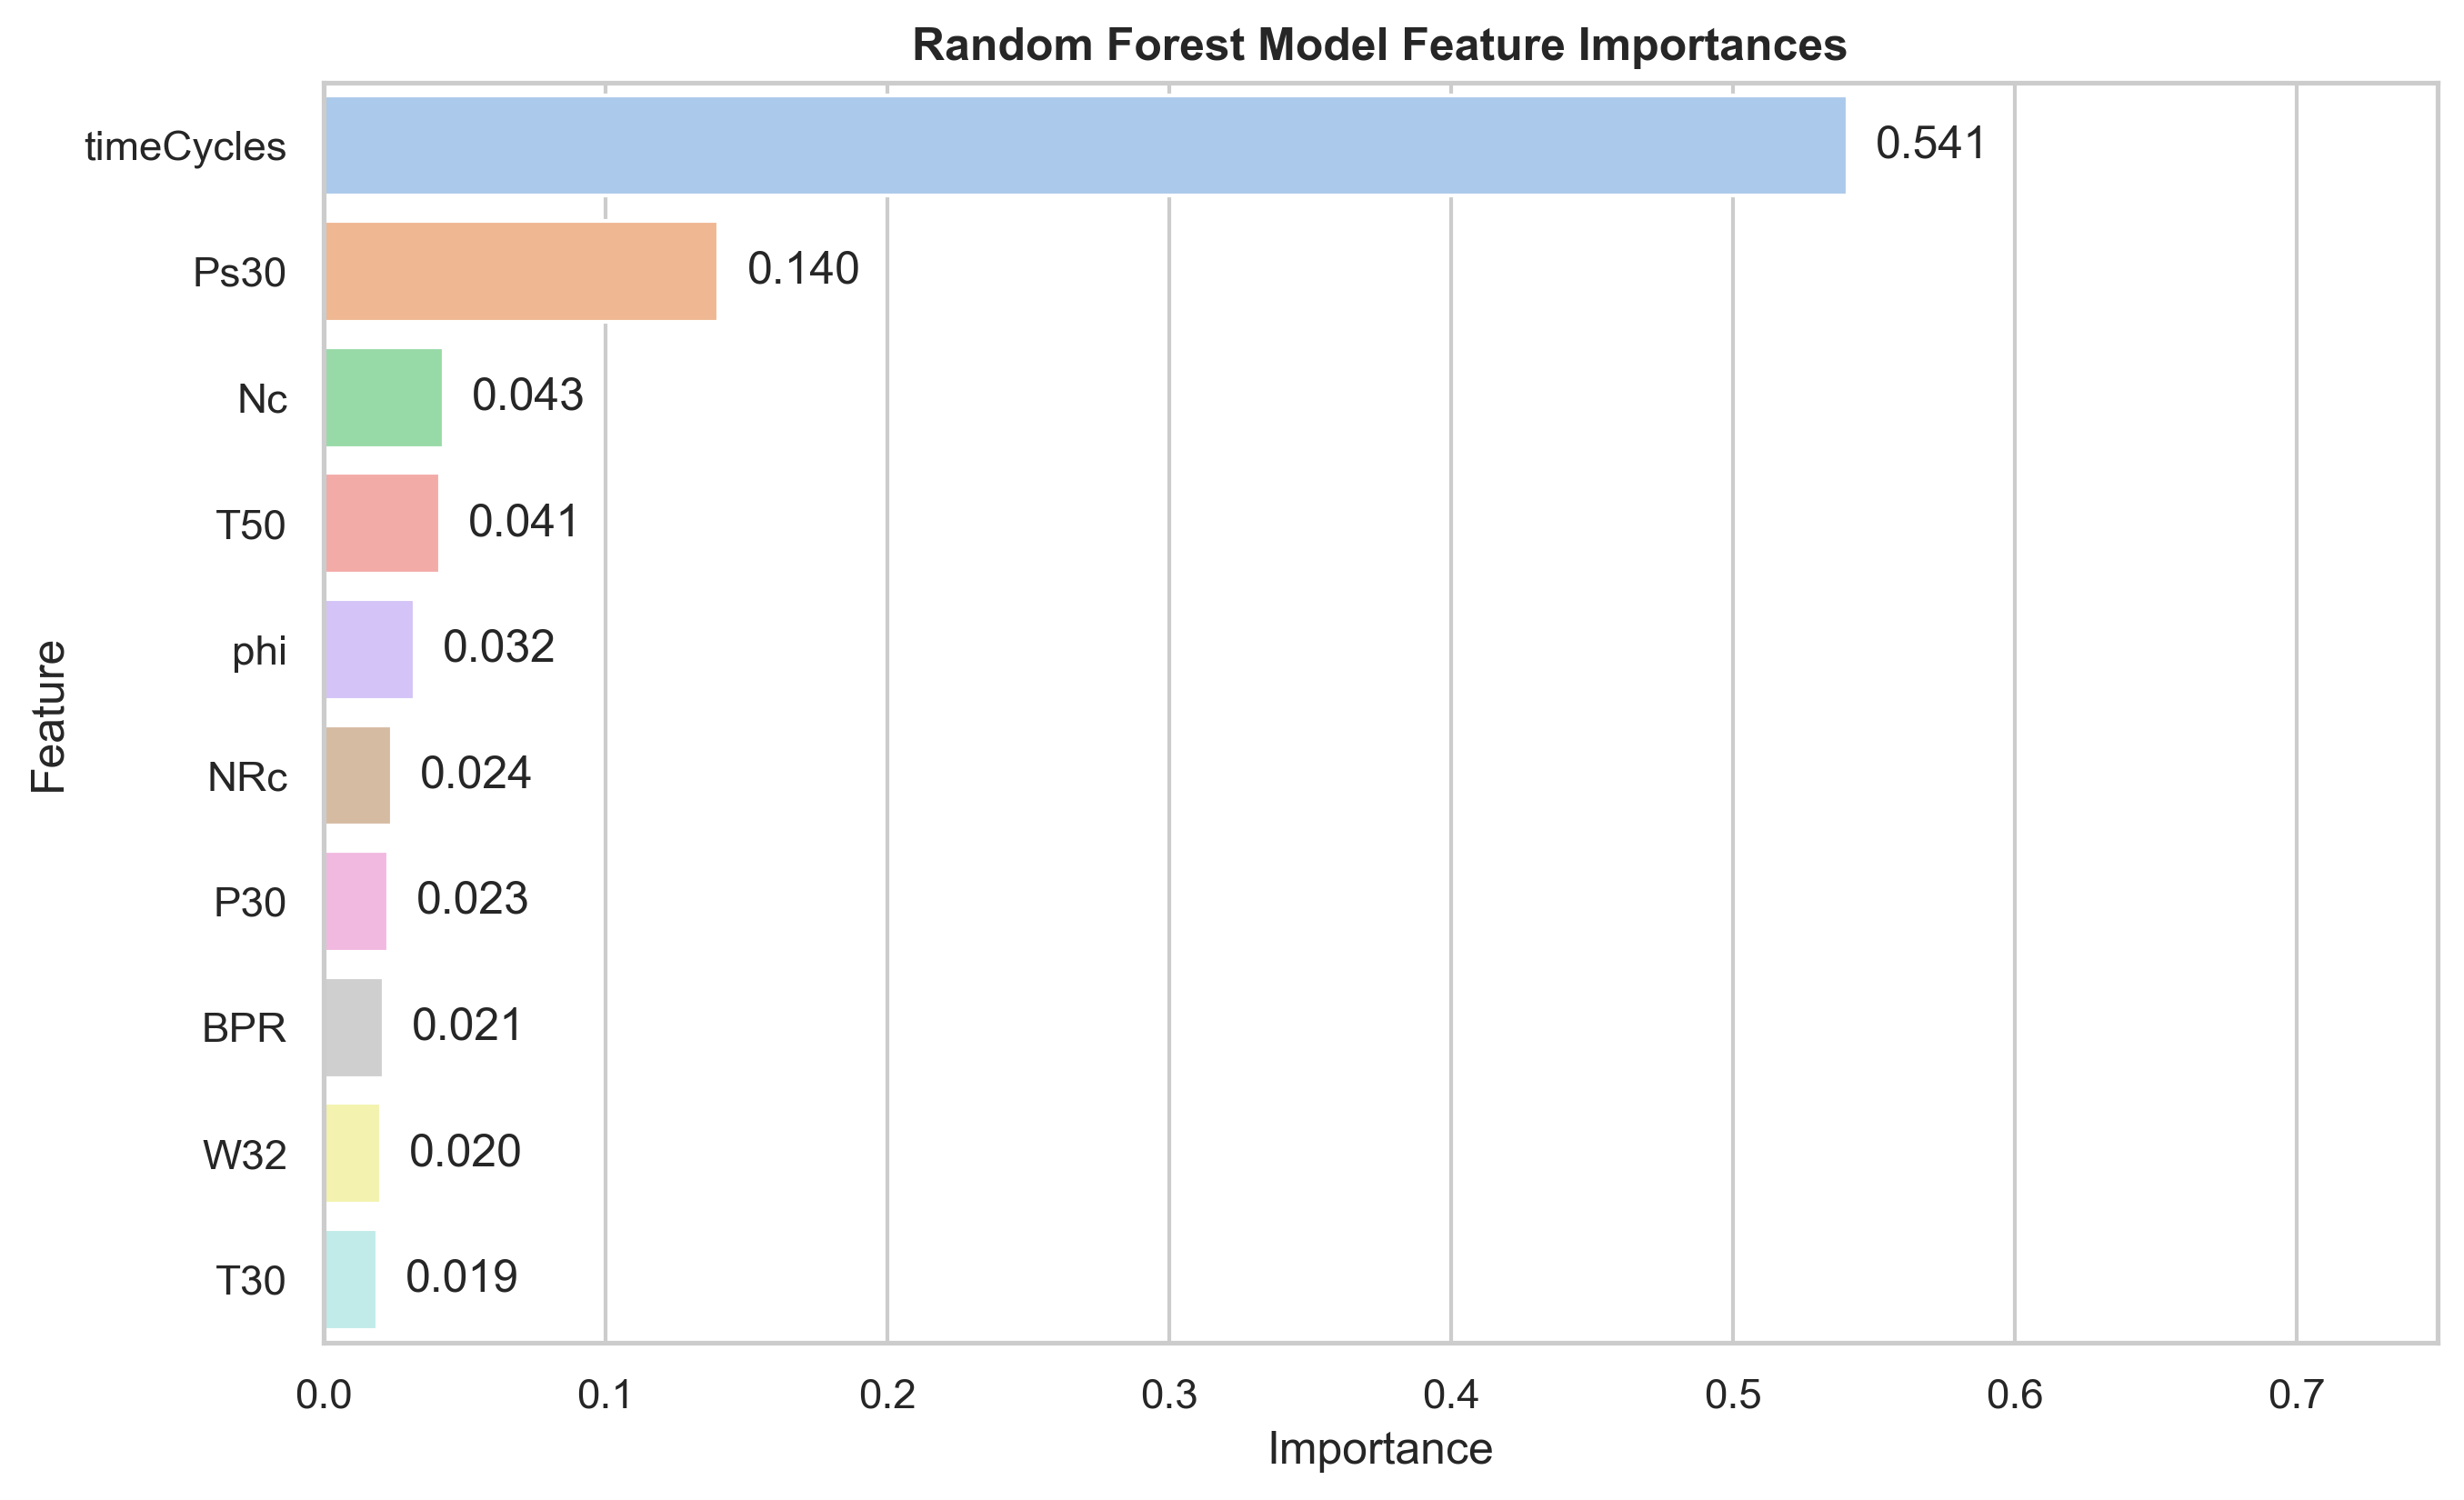 Random Forest Model Feature Importances
timeCycles 0.541
Ps30 0.140
Nc 0.043
T50 0.041
phi 0.032
NRc 0.024
P30 0.023
BPR 0.021
W32 0.020
T30 0.019
Feature
0.0 0.1 0.2 0.3 0.4 0.5 0.6 0.7
Importance